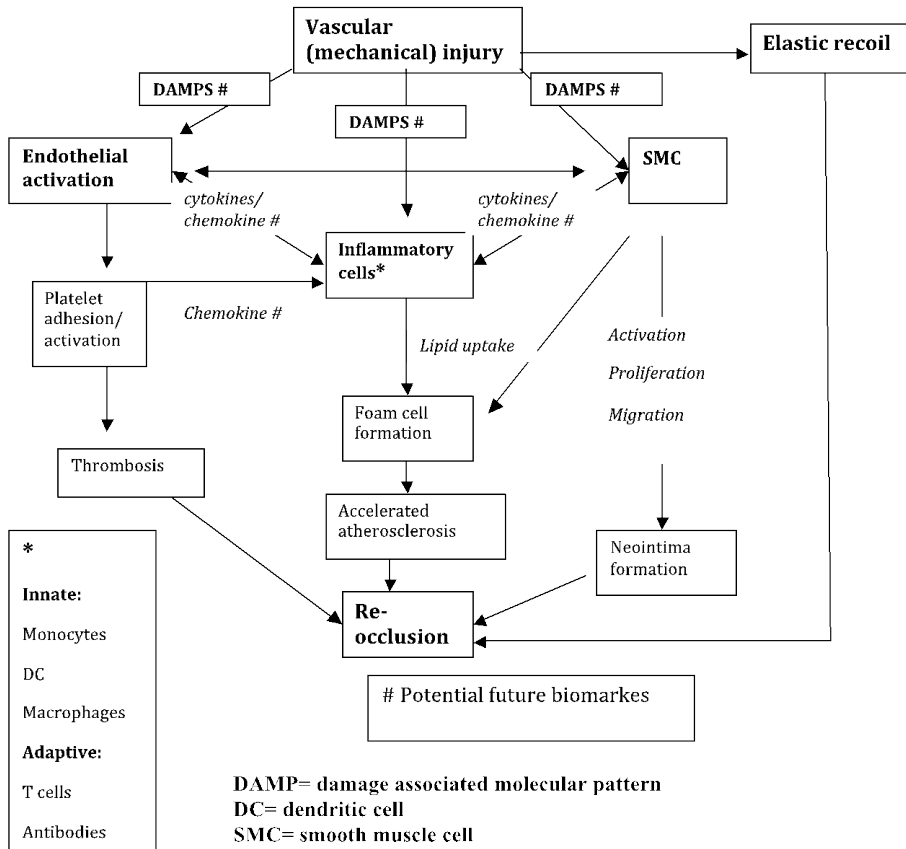 Vascular
(mechanical) injury
Elastic recoil
DAMPS #
DAMPS #
DAMPS #
Endothelial
activation
SMC
cytokines/
chemokine #
cytokines/
chemokine #
Inflammatory
cells*
Platelet
adhesion/
activation
Chemokine #
Lipid uptake
Activation
Proliferation
Migration
Foam cell
formation
Thrombosis
Accelerated
atherosclerosis
Neointima
formation
Re-
occlusion
*
Innate:
Monocytes
DC
Macrophages
Adaptive:
T cells
Antibodies
# Potential future biomarkes
DAMP= damage associated molecular pattern
DC= dendritic cell
SMC= smooth muscle cell